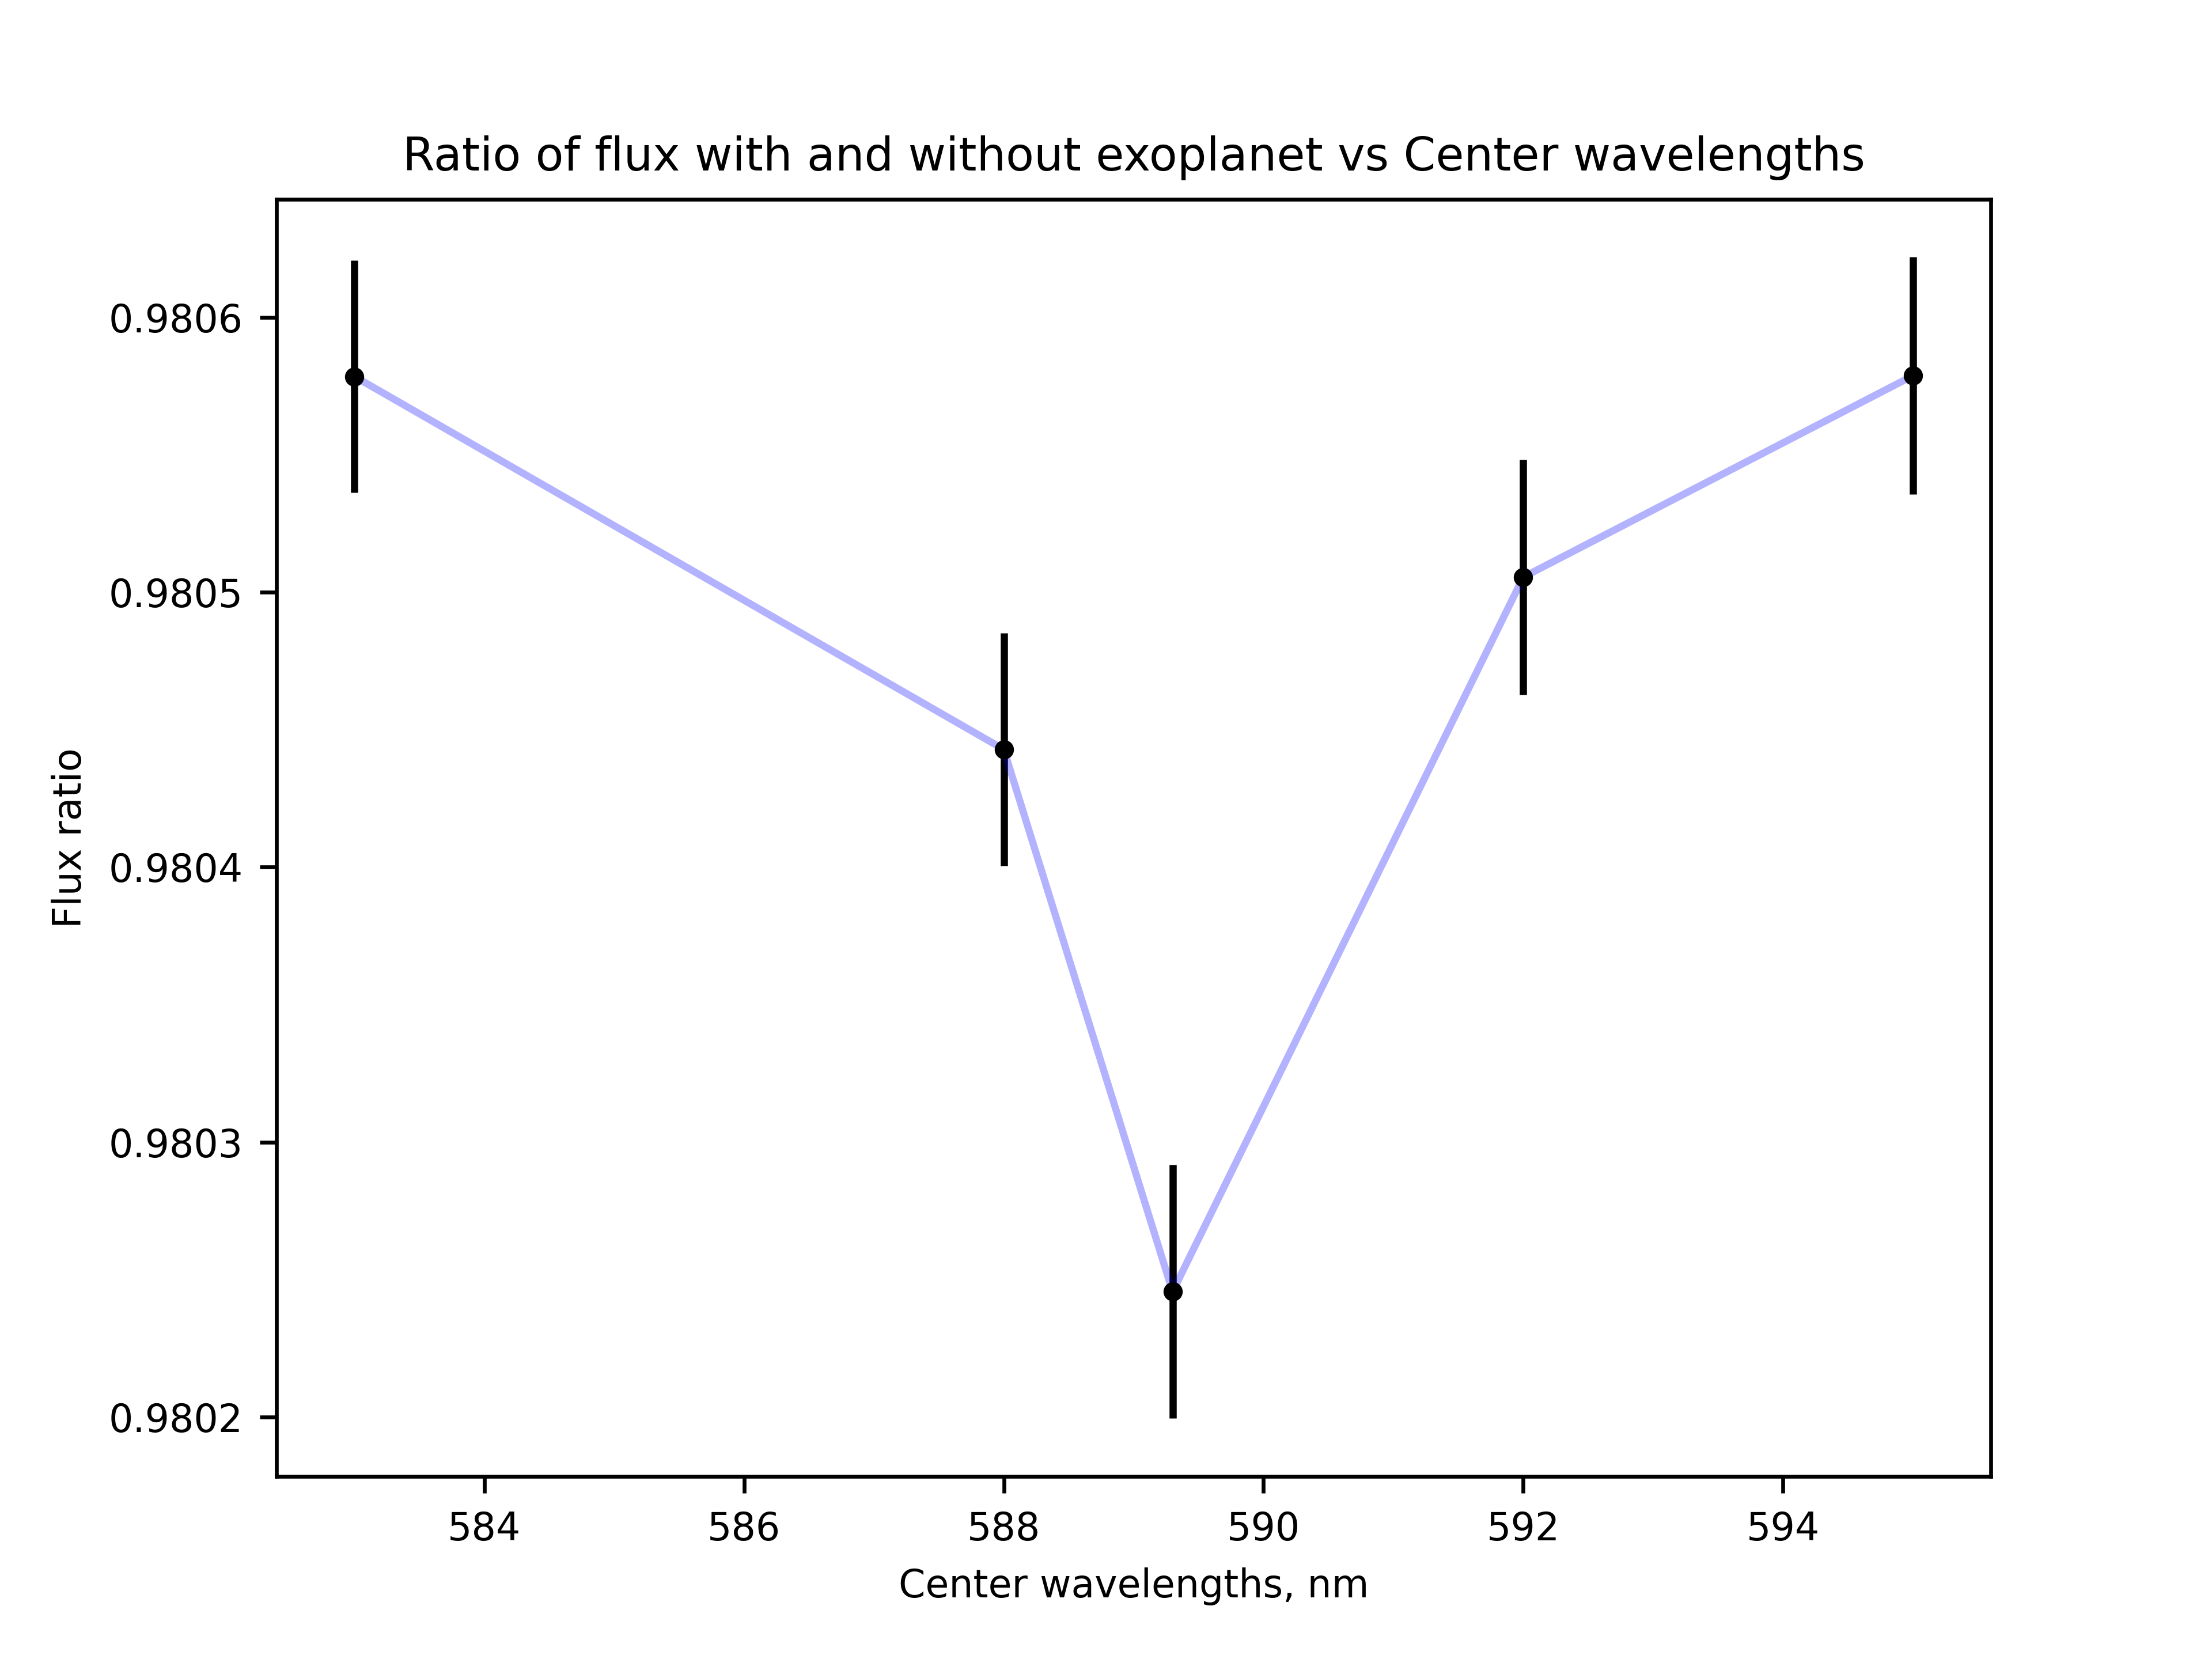 Ratio of flux with and without exoplanet vs Center wavelengths
0.9806
0.9805
0.9804
0.9803
0.9802
Flux ratio
584 586 588 590 592 594
Center wavelengths, nm